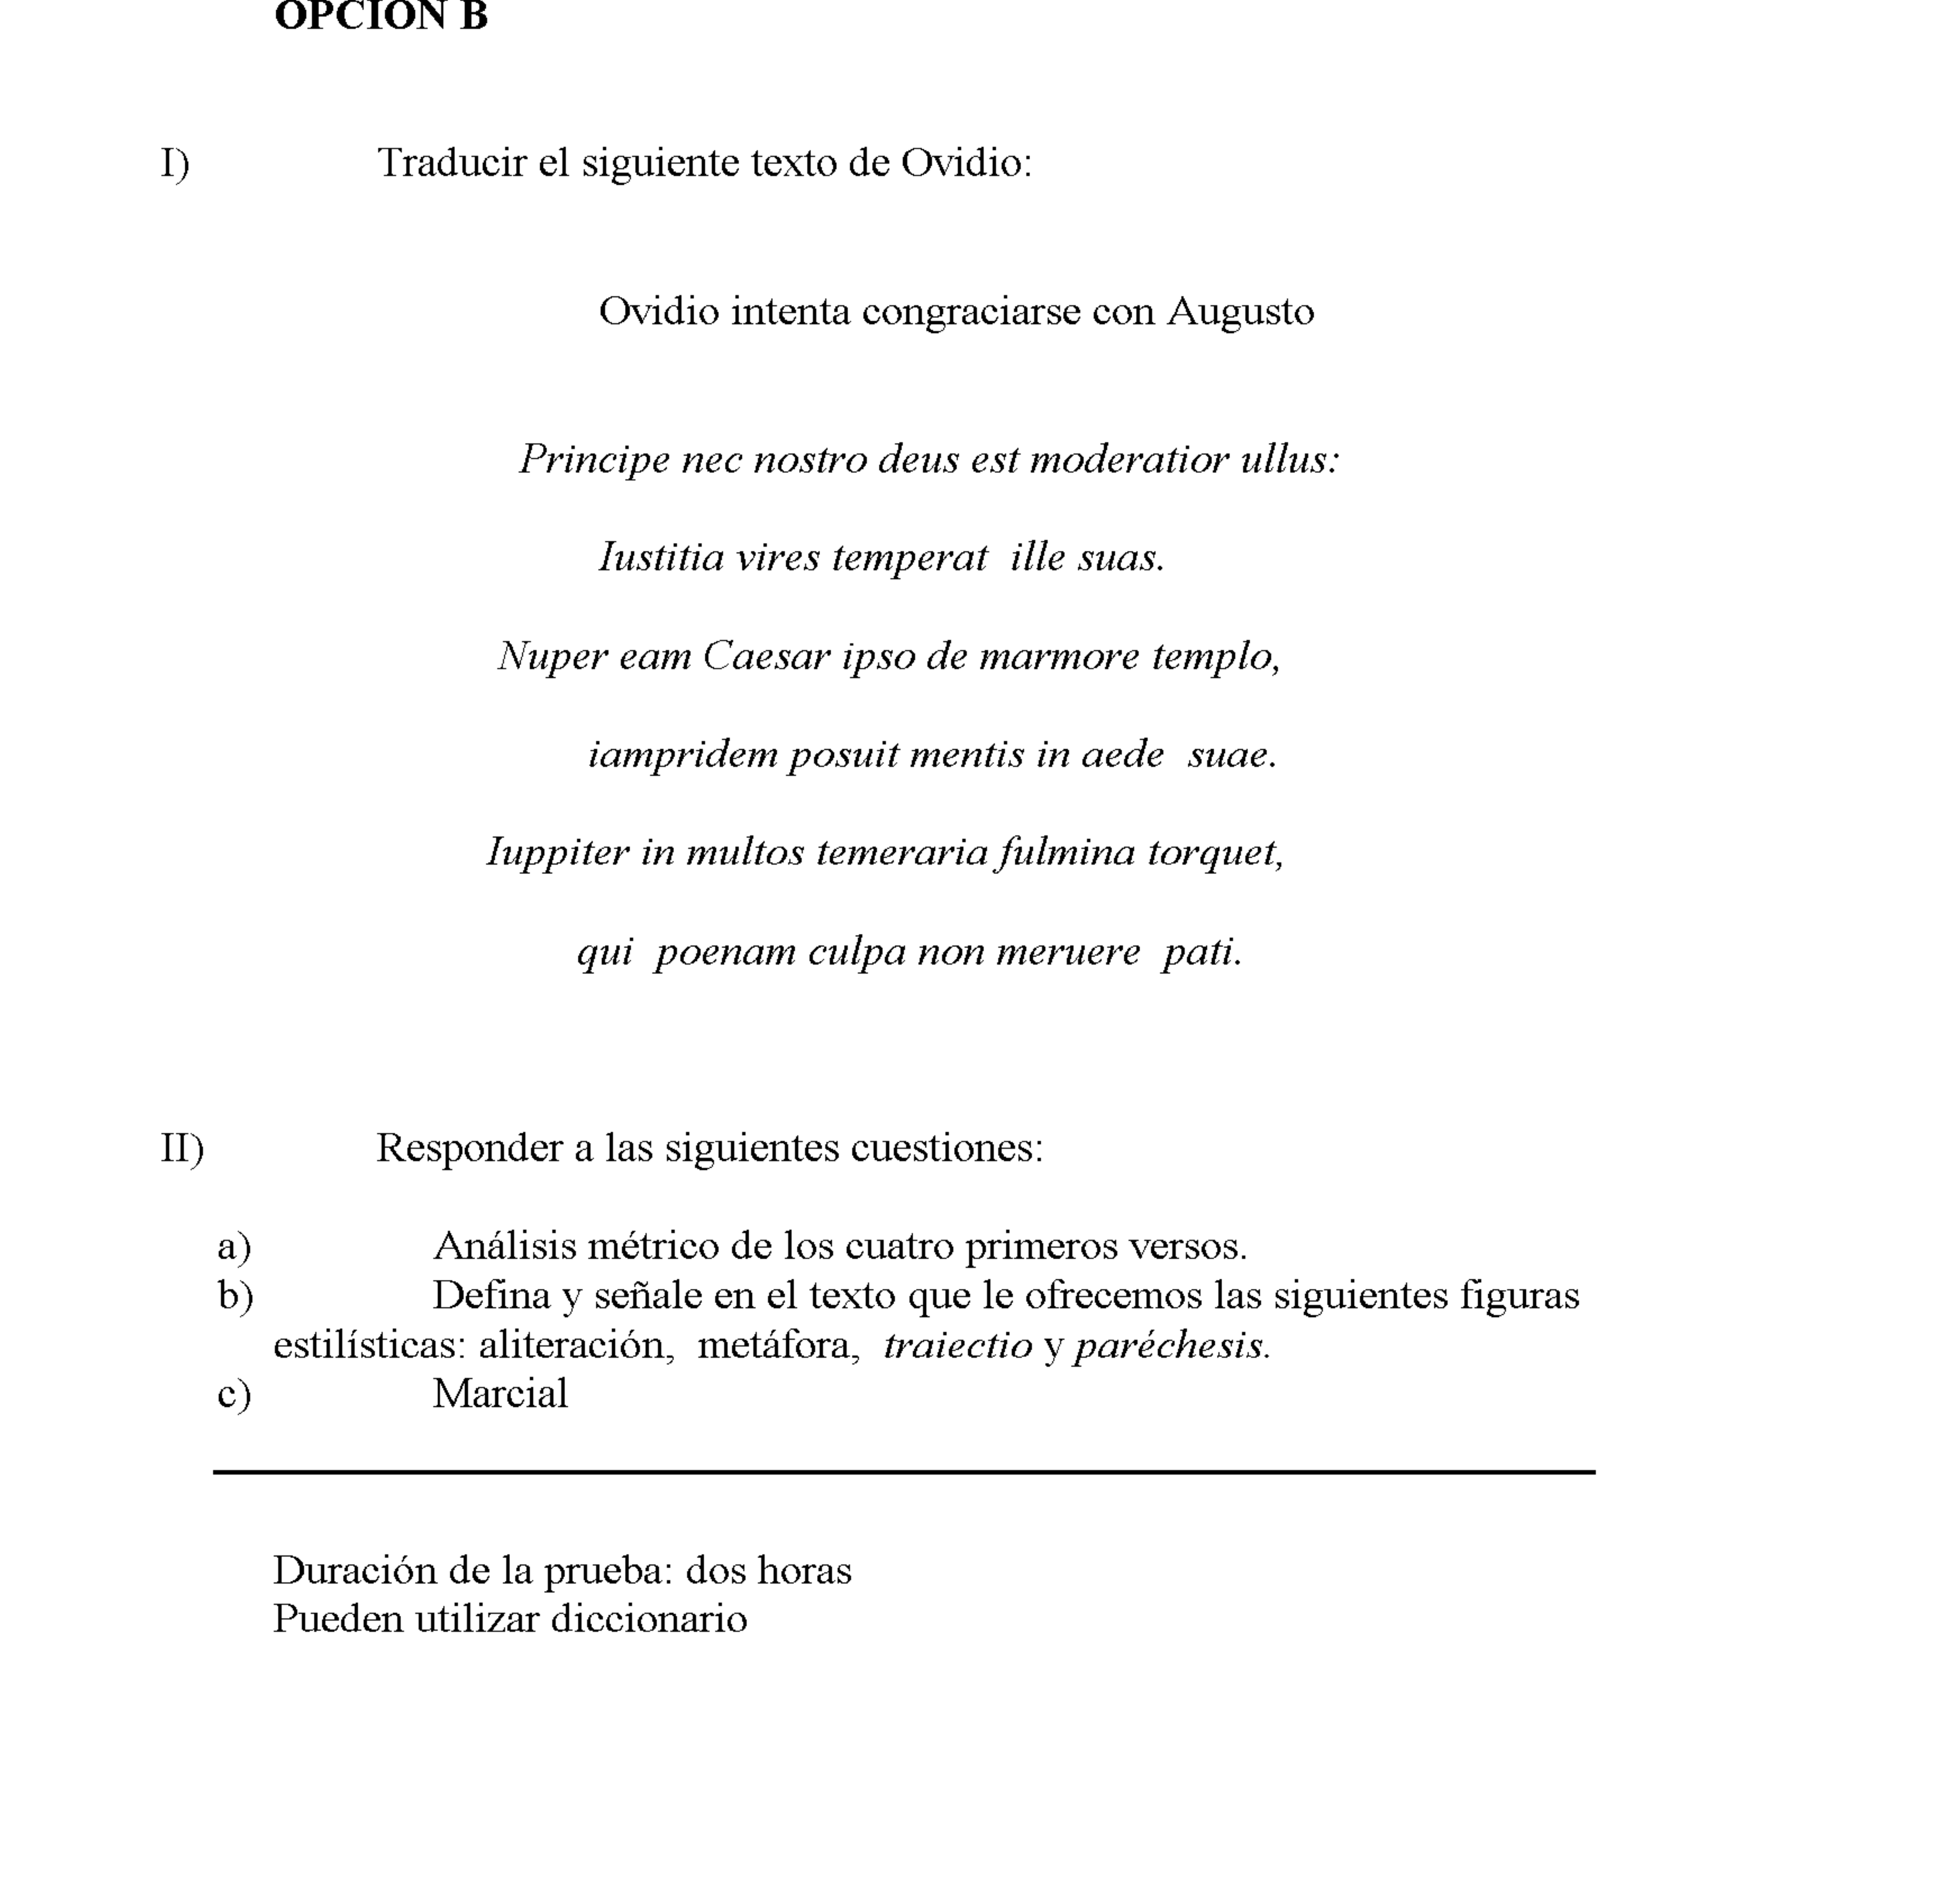 OPCIÓN B
I) Traducir el siguiente texto de Ovidio:
Ovidio intenta congraciarse con Augusto
Principe nec nostro deus est moderatior ullus:
Iustitia vires temperat ille suas.
Nuper eam Caesar ipso de marmore templo,
iampridem posuit mentis in aede suae.
Iuppiter in multos temeraria fulmina torquet,
qui poenam culpa non meruere pati.
II) Responder a las siguientes cuestiones:
a) Análisis métrico de los cuatro primeros versos.
b) Defina y señale en el texto que le ofrecemos las siguientes figuras
estilísticas: aliteración, metáfora, traiectio y paréchesis.
c) Marcial
Duración de la prueba: dos horas
Pueden utilizar diccionario